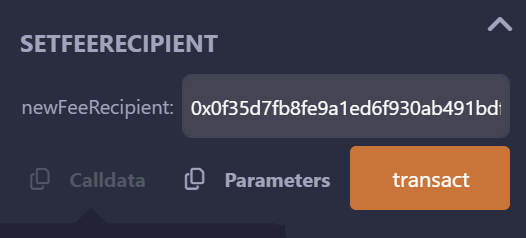 SETFEERECIPIENT
newFeeRecipient: 0x0f35d7fb8fe9a1ed6f930ab491bd
Calldata Parameters transact